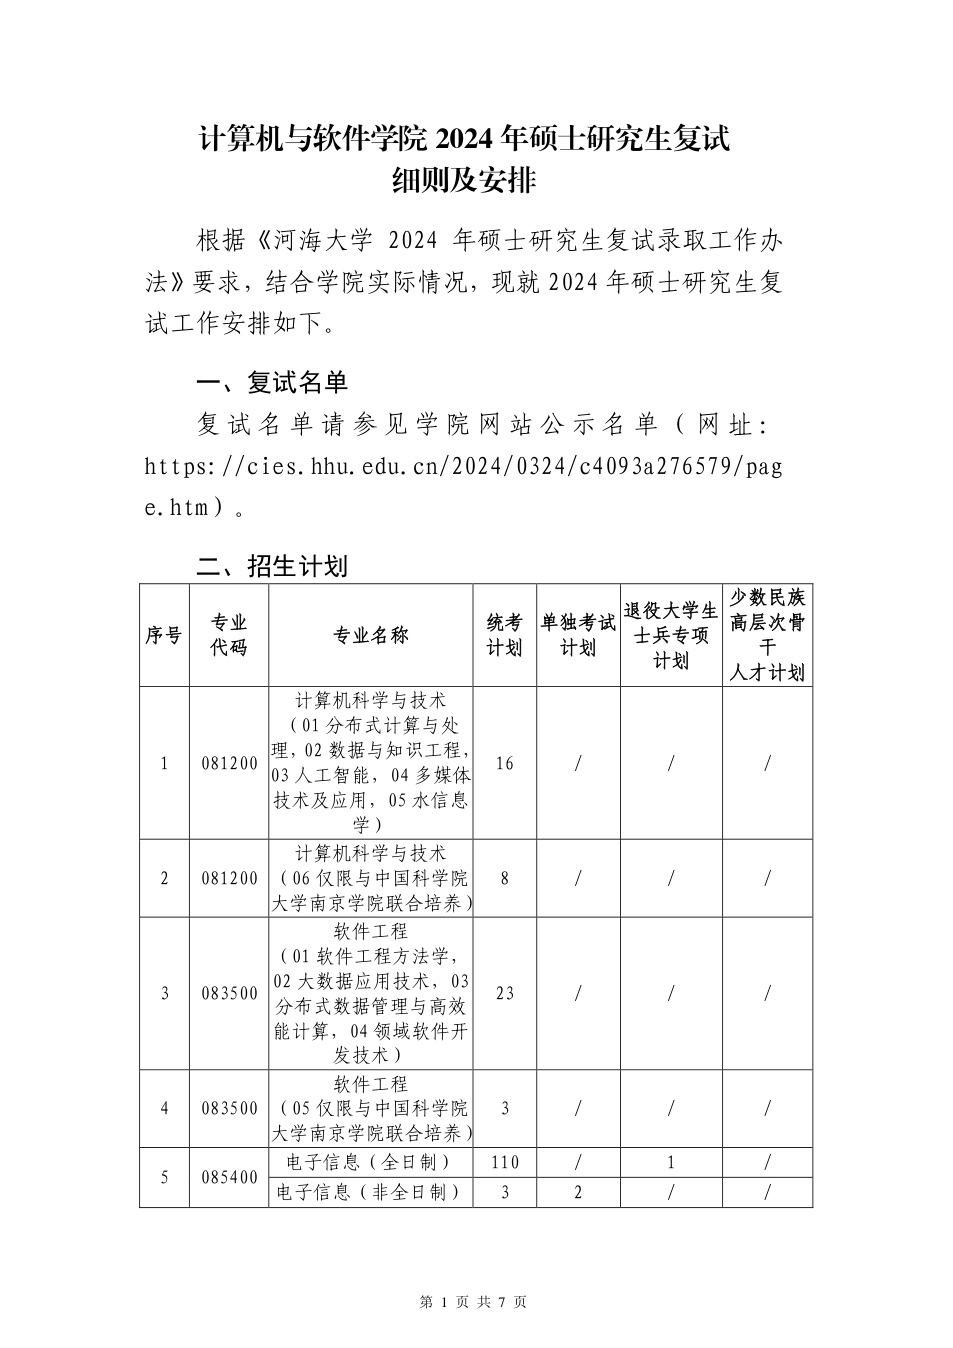 计算机与软件学院 2024 年硕士研究生复试
细则及安排
根据《河海大学 2024 年硕士研究生复试录取工作办
法》要求，结合学院实际情况，现就 2024 年硕士研究生复
试工作安排如下。
一、复试名单
复试名单请参见学院网站公示名单（网址：
https://cies.hhu.edu.cn/2024/0324/c4093a276579/pag
e.htm）。
二、招生计划
序号
专业
代码
专业名称
统考
计划
单独考试
计划
退役大学生
士兵专项
计划
少数民族
高层次骨
干
人才计划
1
081200
计算机科学与技术
（01 分布式计算与处
理，02 数据与知识工程，
03 人工智能，04 多媒体
技术及应用，05 水信息
学）
16
/
/
/
2
081200
计算机科学与技术
（06 仅限与中国科学院
大学南京学院联合培养）
8
/
/
/
3
083500
软件工程
（01 软件工程方法学，
02 大数据应用技术，03
分布式数据管理与高效
能计算，04 领域软件开
发技术）
23
/
/
/
4
083500
软件工程
（05 仅限与中国科学院
大学南京学院联合培养）
3
/
/
/
5
085400
电子信息（全日制）
110
/
1
/
电子信息（非全日制）
3
2
/
/
第 1 页 共 7 页